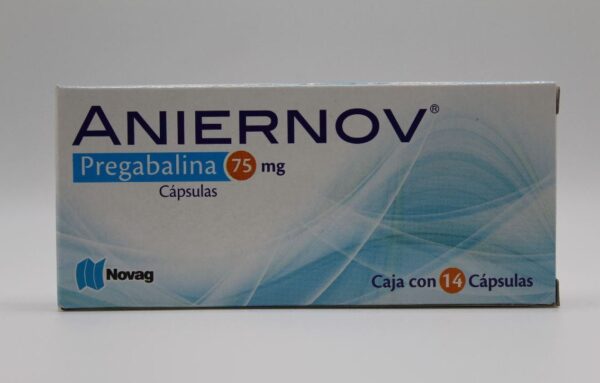 ANIERNOV®
Pregabalina 75 mg
Cápsulas
Novag
Caja con 14 Cápsulas